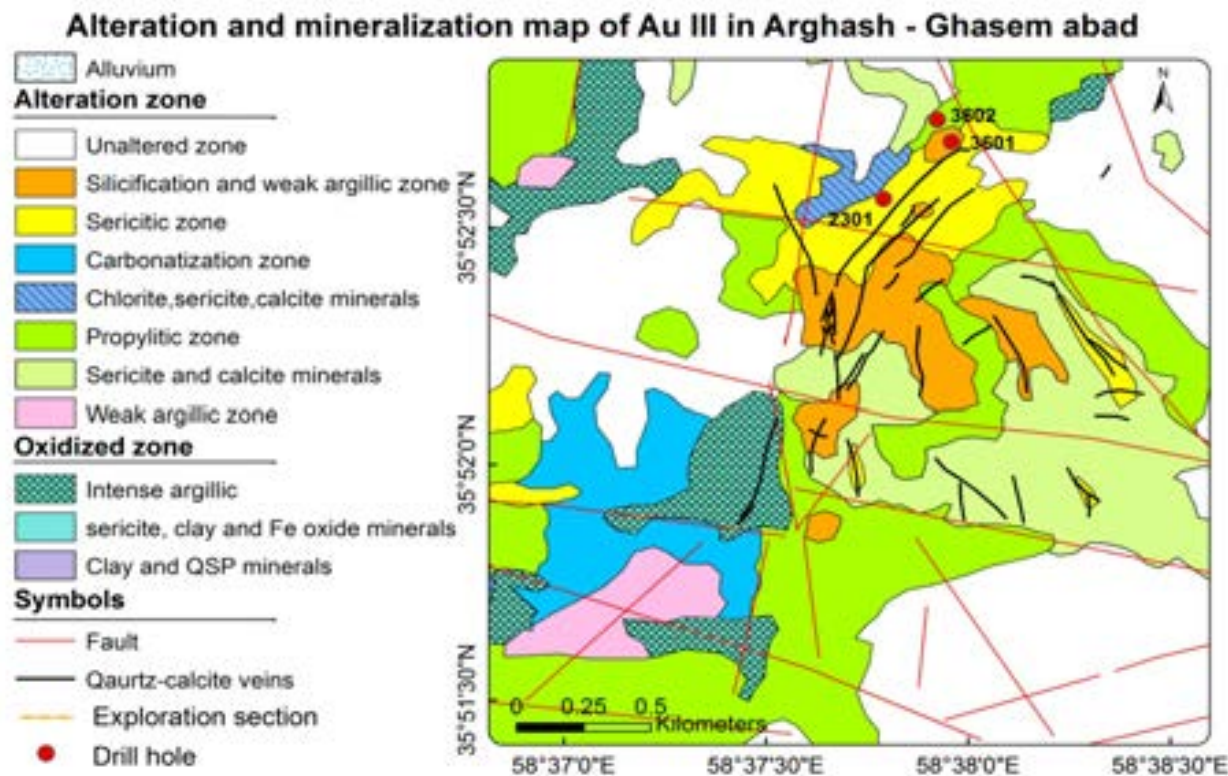 Alteration and mineralization map of Au III in Arghash - Ghasem abad
Alluvium
Alteration zone
Unaltered zone
Silicification and weak argillic zone
Sericitic zone
Carbonatization zone
Chlorite,sericite,calcite minerals
Propylitic zone
Sericite and calcite minerals
Weak argillic zone
Oxidized zone
Intense argillic
sericite, clay and Fe oxide minerals
Clay and QSP minerals
Symbols
Fault
Qaurtz-calcite veins
Exploration section
Drill hole
N
3602
3601
2301
35°52'30"N
35°52'0"N
35°51'30"N
0 0.25 0.5
Kilometers
58°37'0"E 58°37'30"E 58°38'0"E 58°38'30"E